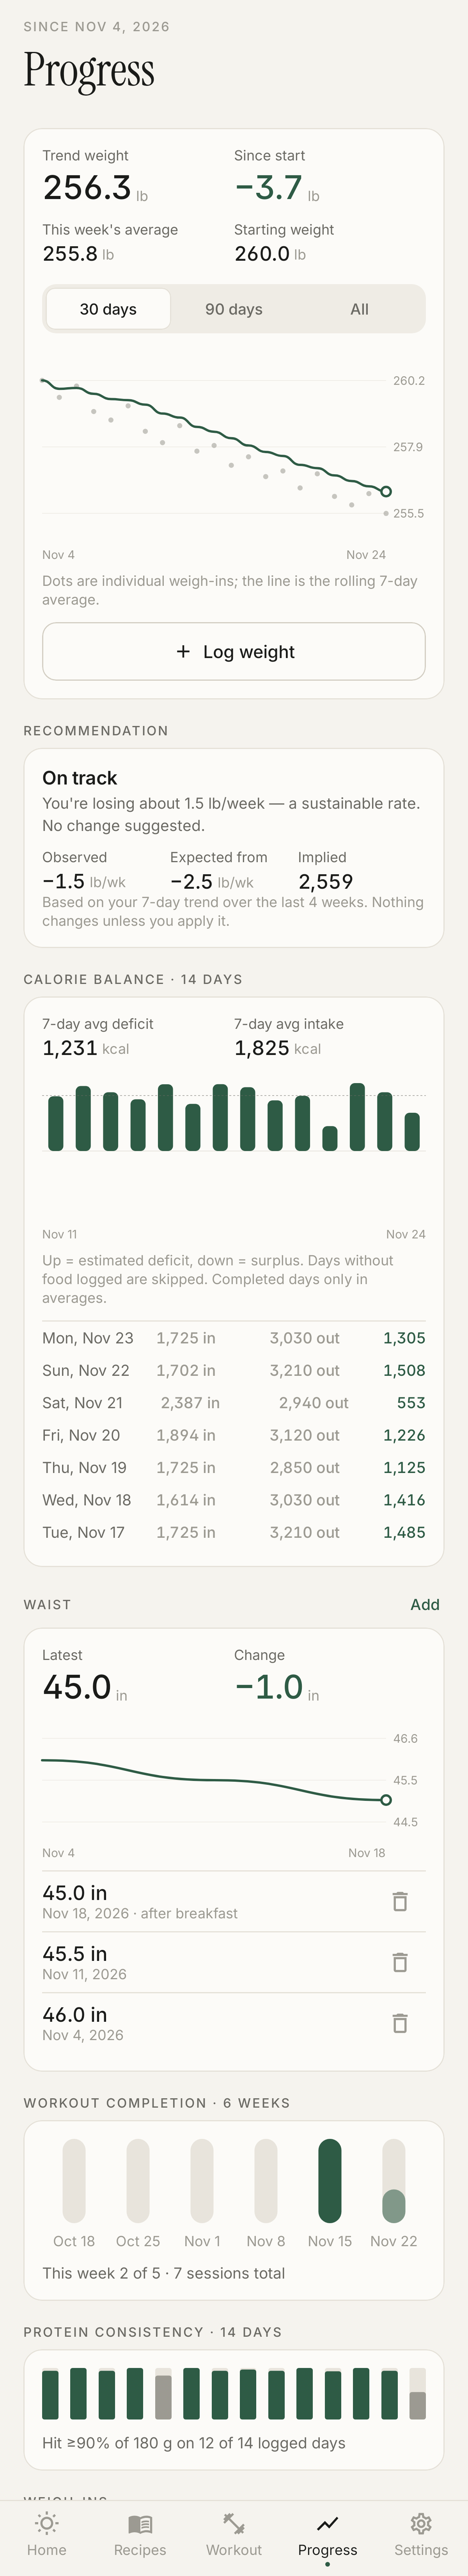 SINCE NOV 4, 2026
Progress
Trend weight Since start
256.3 lb −3.7 lb
This week's average Starting weight
255.8 lb 260.0 lb
30 days 90 days All
260.2
257.9
255.5
Nov 4 Nov 24
Dots are individual weigh-ins; the line is the rolling 7-day
average.
+ Log weight
RECOMMENDATION
On track
You're losing about 1.5 lb/week — a sustainable rate.
No change suggested.
Observed Expected from Implied
−1.5 lb/wk −2.5 lb/wk 2,559
Based on your 7-day trend over the last 4 weeks. Nothing
changes unless you apply it.
CALORIE BALANCE · 14 DAYS
7-day avg deficit 7-day avg intake
1,231 kcal 1,825 kcal
Nov 11 Nov 24
Up = estimated deficit, down = surplus. Days without
food logged are skipped. Completed days only in
averages.
Mon, Nov 23 1,725 in 3,030 out 1,305
Sun, Nov 22 1,702 in 3,210 out 1,508
Sat, Nov 21 2,387 in 2,940 out 553
Fri, Nov 20 1,894 in 3,120 out 1,226
Thu, Nov 19 1,725 in 2,850 out 1,125
Wed, Nov 18 1,614 in 3,030 out 1,416
Tue, Nov 17 1,725 in 3,210 out 1,485
WAIST Add
Latest Change
45.0 in −1.0 in
46.6
45.5
44.5
Nov 4 Nov 18
45.0 in
Nov 18, 2026 · after breakfast
45.5 in
Nov 11, 2026
46.0 in
Nov 4, 2026
WORKOUT COMPLETION · 6 WEEKS
Oct 18 Oct 25 Nov 1 Nov 8 Nov 15 Nov 22
This week 2 of 5 · 7 sessions total
PROTEIN CONSISTENCY · 14 DAYS
Hit ≥90% of 180 g on 12 of 14 logged days
Home Recipes Workout Progress Settings